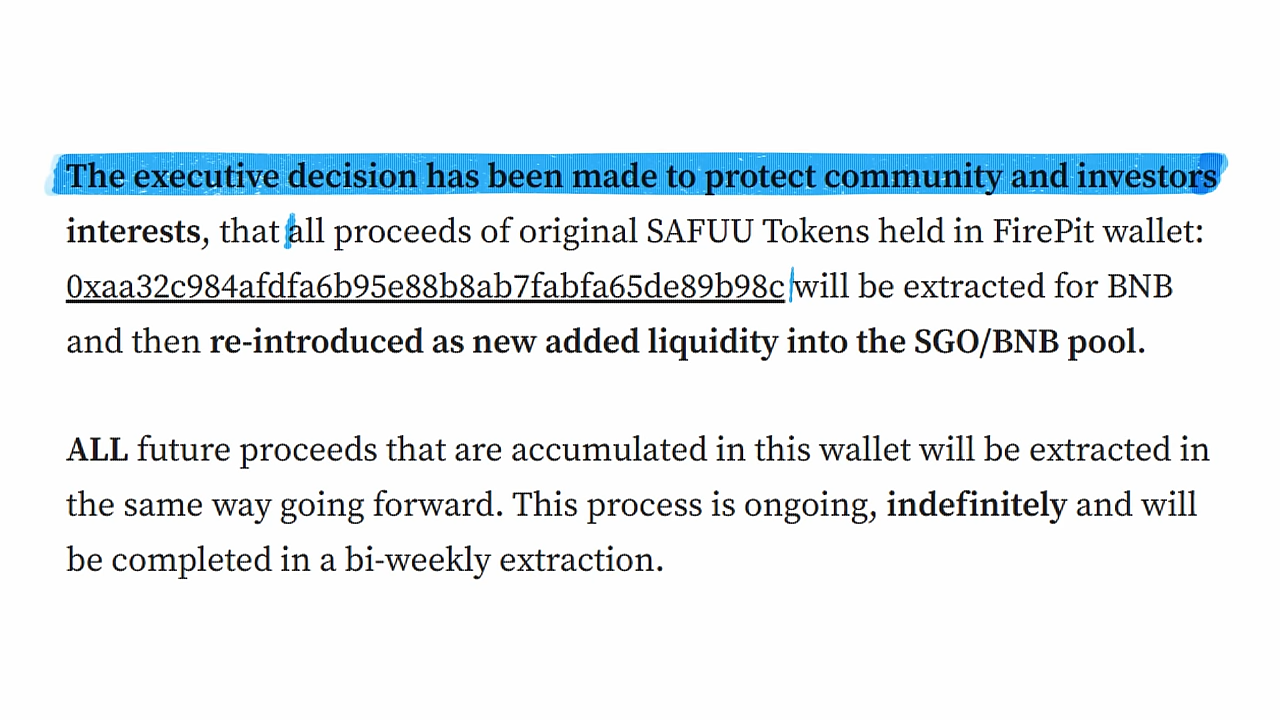 The executive decision has been made to protect community and investors
interests, that all proceeds of original SAFUU Tokens held in FirePit wallet:
0xaa32c984afdfa6b95e88b8ab7fabfa65de89b98c will be extracted for BNB
and then re-introduced as new added liquidity into the SGO/BNB pool.
ALL future proceeds that are accumulated in this wallet will be extracted in
the same way going forward. This process is ongoing, indefinitely and will
be completed in a bi-weekly extraction.